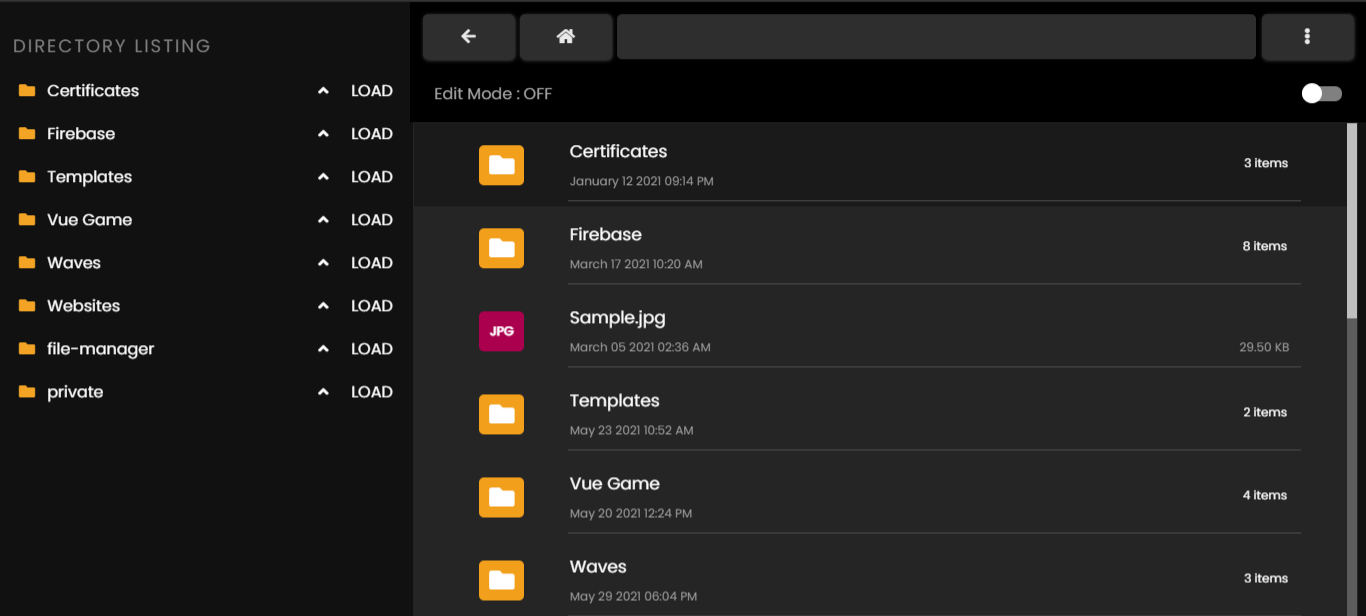 DIRECTORY LISTING
Certificates LOAD
Firebase LOAD
Templates LOAD
Vue Game LOAD
Waves LOAD
Websites LOAD
file-manager LOAD
private LOAD
Edit Mode : OFF
Certificates
January 12 2021 09:14 PM
3 items
Firebase
March 17 2021 10:20 AM
8 items
JPG
Sample.jpg
March 05 2021 02:36 AM
29.50 KB
Templates
May 23 2021 10:52 AM
2 items
Vue Game
May 20 2021 12:24 PM
4 items
Waves
May 29 2021 06:04 PM
3 items